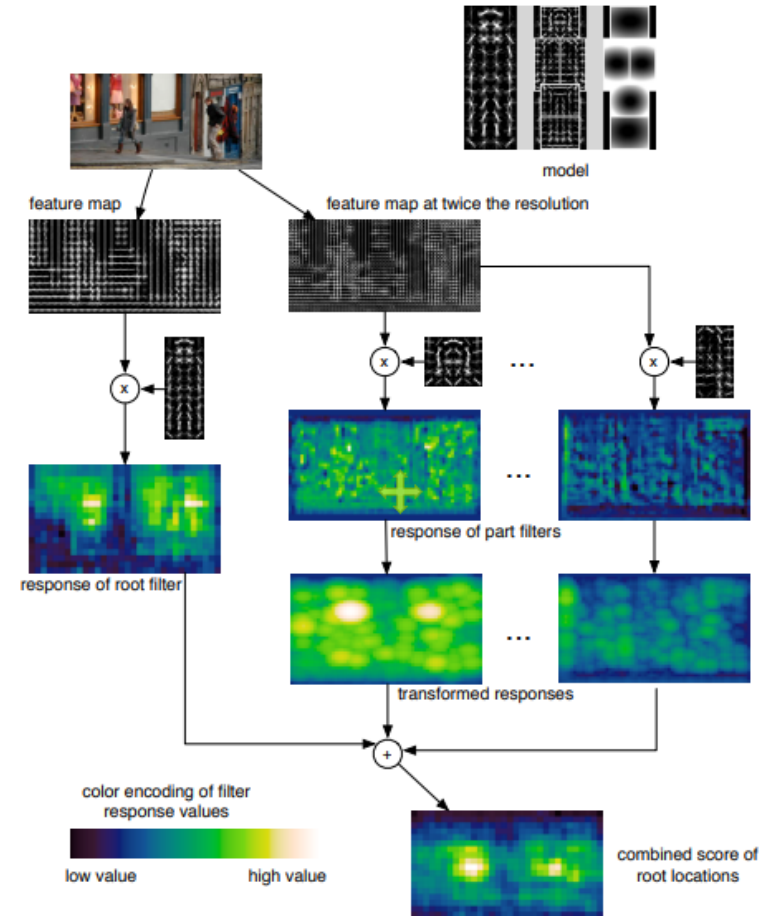 model
feature map
feature map at twice the resolution
x
x
...
x
...
response of part filters
response of root filter
...
transformed responses
+
color encoding of filter
response values
low value
high value
combined score of
root locations